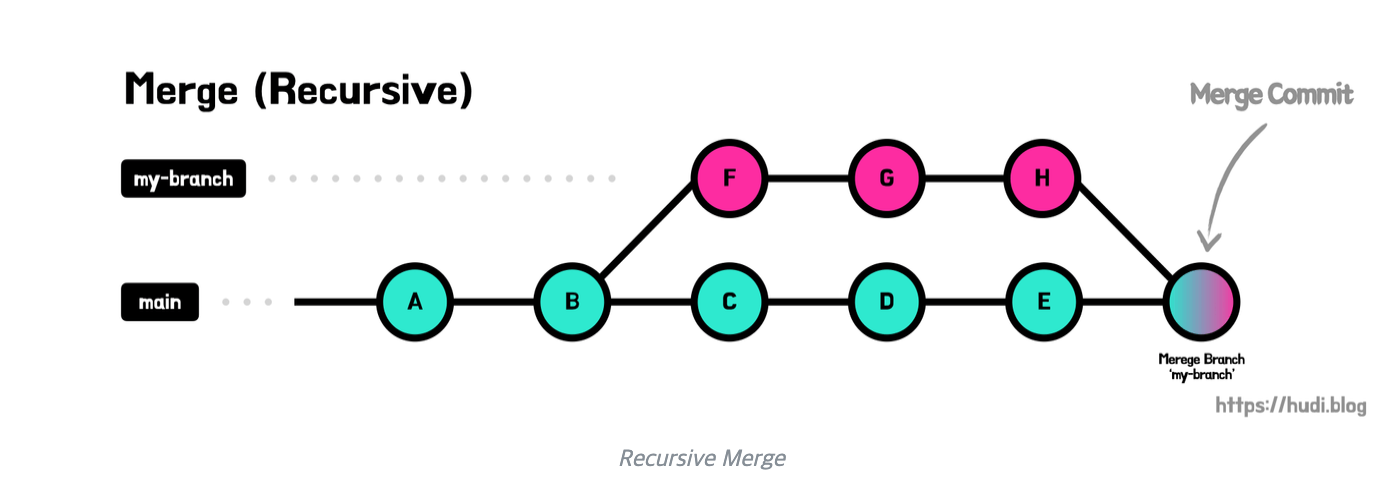 Merge (Recursive)
Merge Commit
my-branch
F
G
H
main
A
B
C
D
E
Merege Branch
'my-branch'
https://hudi.blog
Recursive Merge